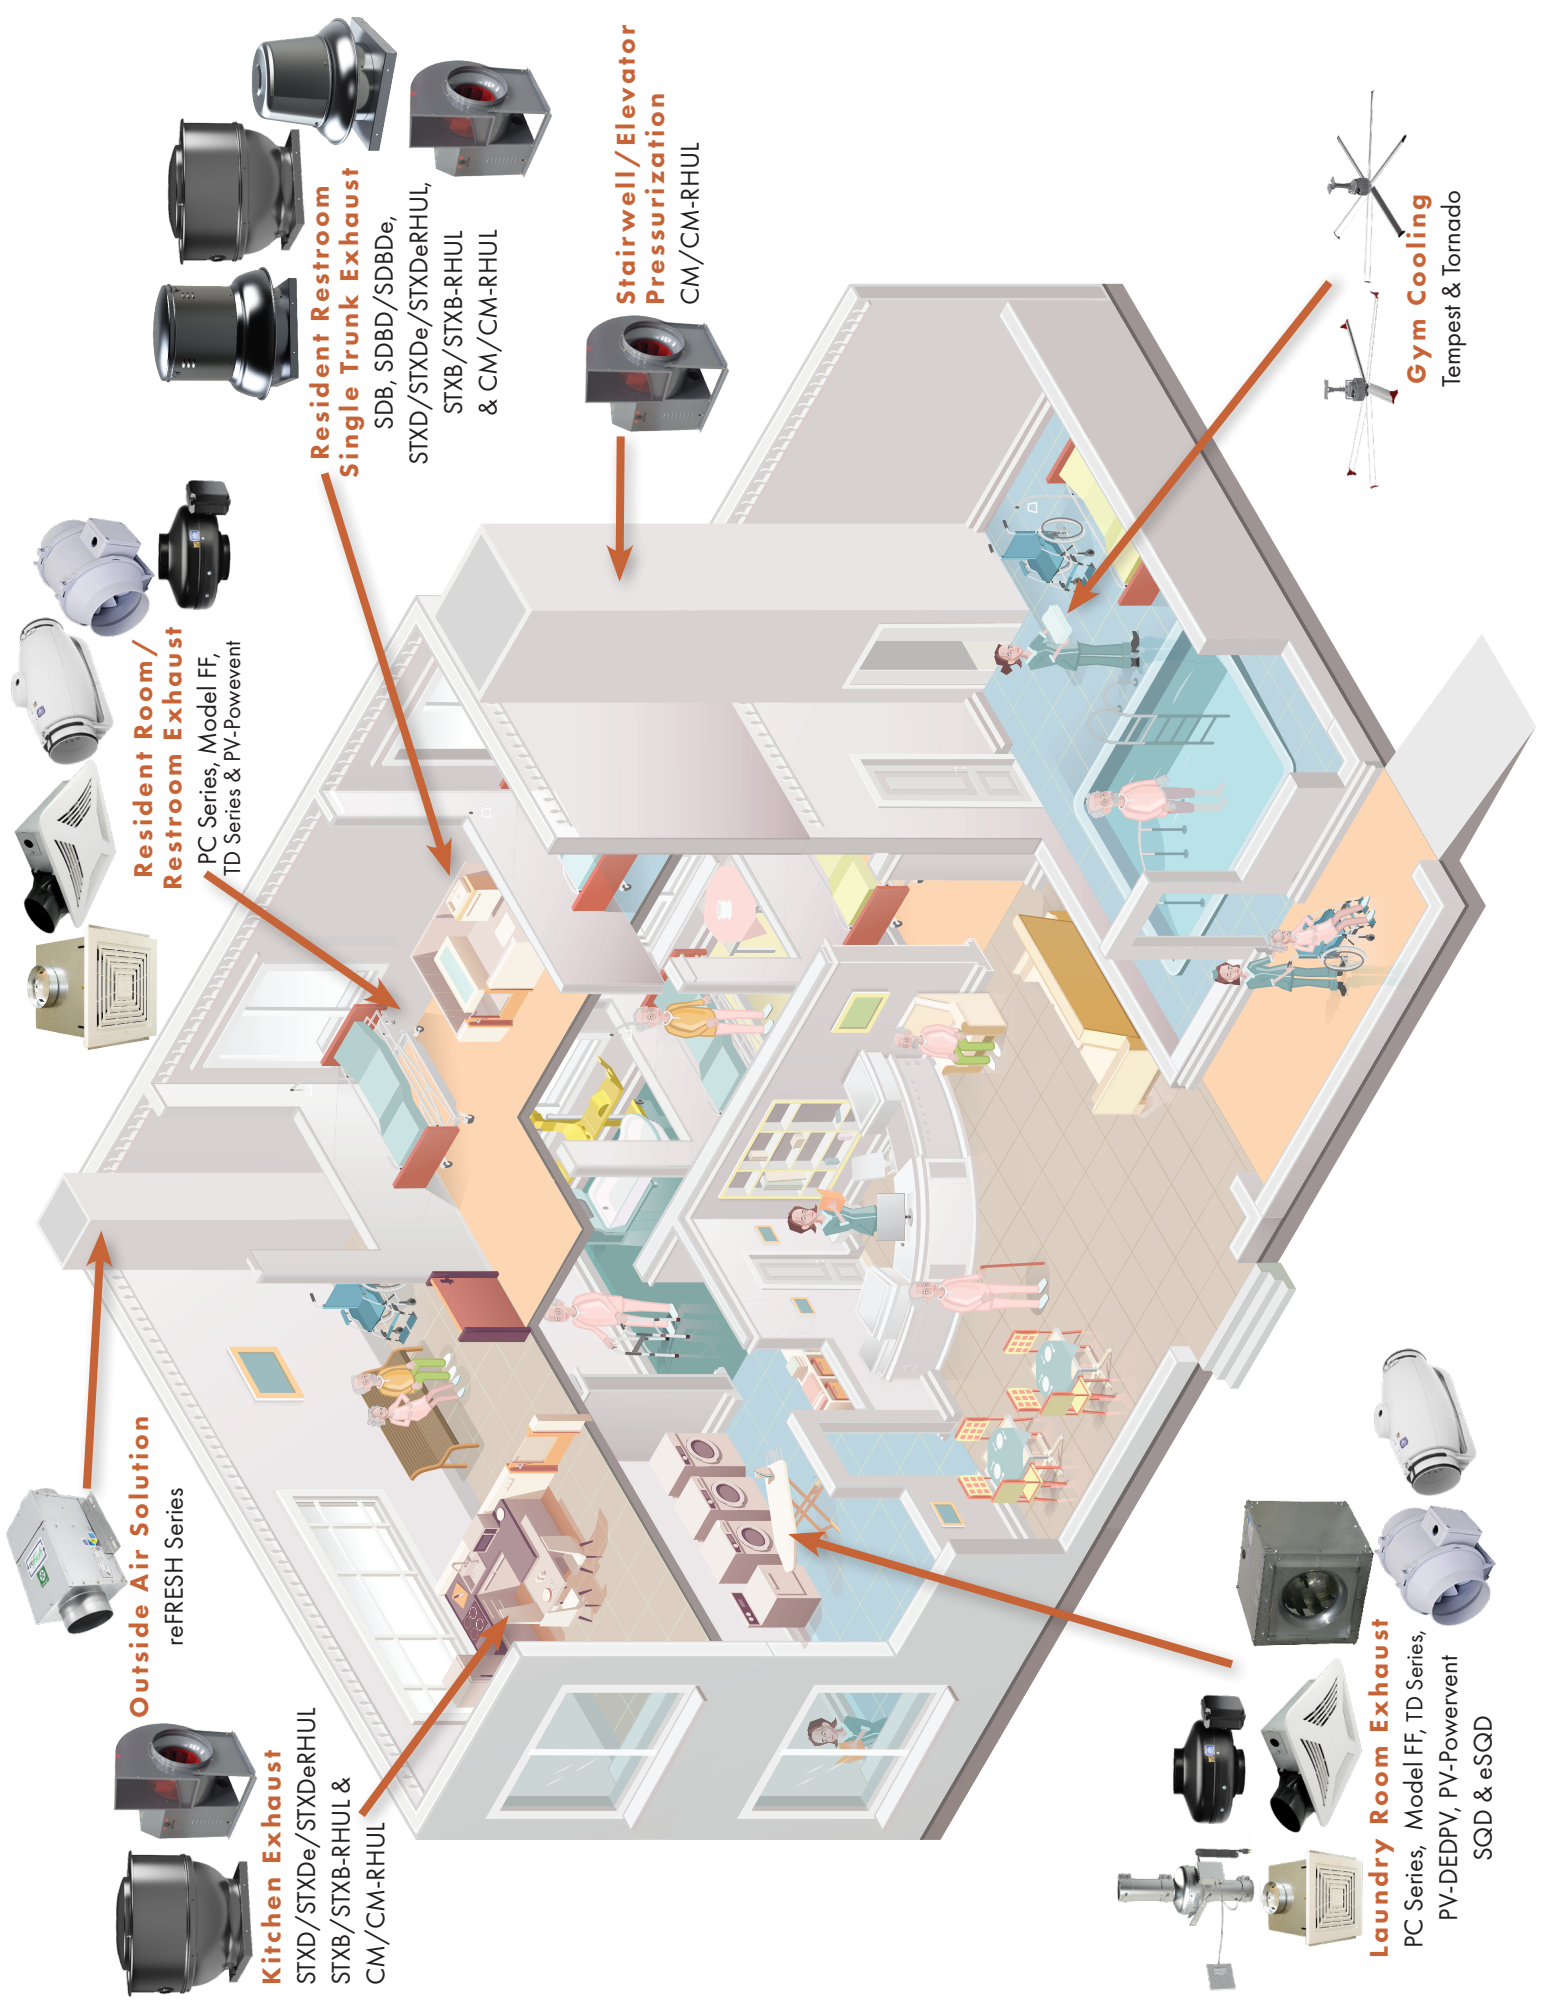 Kitchen Exhaust
STXD/STXDe/STXDeRHUL
STXB/STXB-RHUL &
CM/CM-RHUL
Outside Air Solution
reFRESH Series
Resident Room/
Restroom Exhaust
PC Series, Model FF,
TD Series & PV-Powevent
Resident Restroom
Single Trunk Exhaust
SDB, SDBD/SDBDe,
STXD/STXDe/STXDeRHUL,
STXB/STXB-RHUL
& CM/CM-RHUL
Stairwell/Elevator
Pressurization
CM/CM-RHUL
Gym Cooling
Tempest & Tornado
Laundry Room Exhaust
PC Series, Model FF, TD Series,
PV-DEDPV, PV-Powervent
SQD & eSQD